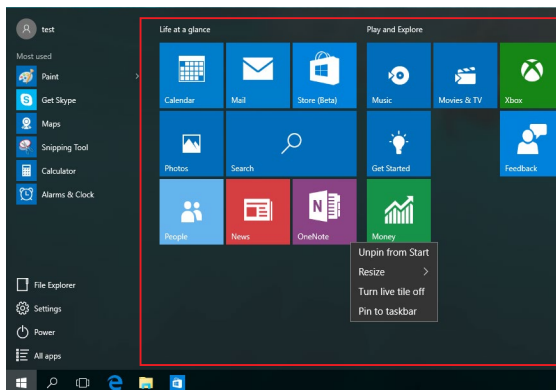 test
Most used
Paint
Get Skype
Maps
Snipping Tool
Calculator
Alarms & Clock
File Explorer
Settings
Power
All apps
Life at a glance
Calendar
Mail
Store (Beta)
Photos
Search
People
News
OneNote
Play and Explore
Music
Movies & TV
Xbox
Get Started
Feedback
Money
Unpin from Start
Resize
Turn live tile off
Pin to taskbar